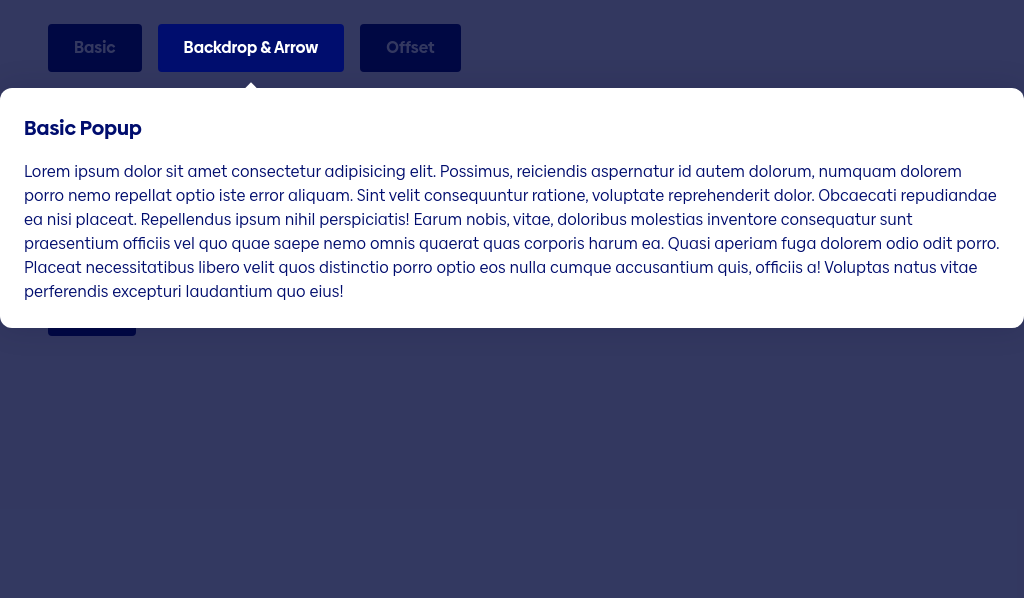 Basic
Backdrop & Arrow
Offset
Basic Popup
Lorem ipsum dolor sit amet consectetur adipisicing elit. Possimus, reiciendis aspernatur id autem dolorum, numquam dolorem
porro nemo repellat optio iste error aliquam. Sint velit consequuntur ratione, voluptate reprehenderit dolor. Obcaecati repudiandae
ea nisi placeat. Repellendus ipsum nihil perspiciatis! Earum nobis, vitae, doloribus molestias inventore consequatur sunt
praesentium officiis vel quo quae saepe nemo omnis quaerat quas corporis harum ea. Quasi aperiam fuga dolorem odio odit porro.
Placeat necessitatibus libero velit quos distinctio porro optio eos nulla cumque accusantium quis, officiis a! Voluptas natus vitae
perferendis excepturi laudantium quo eius!